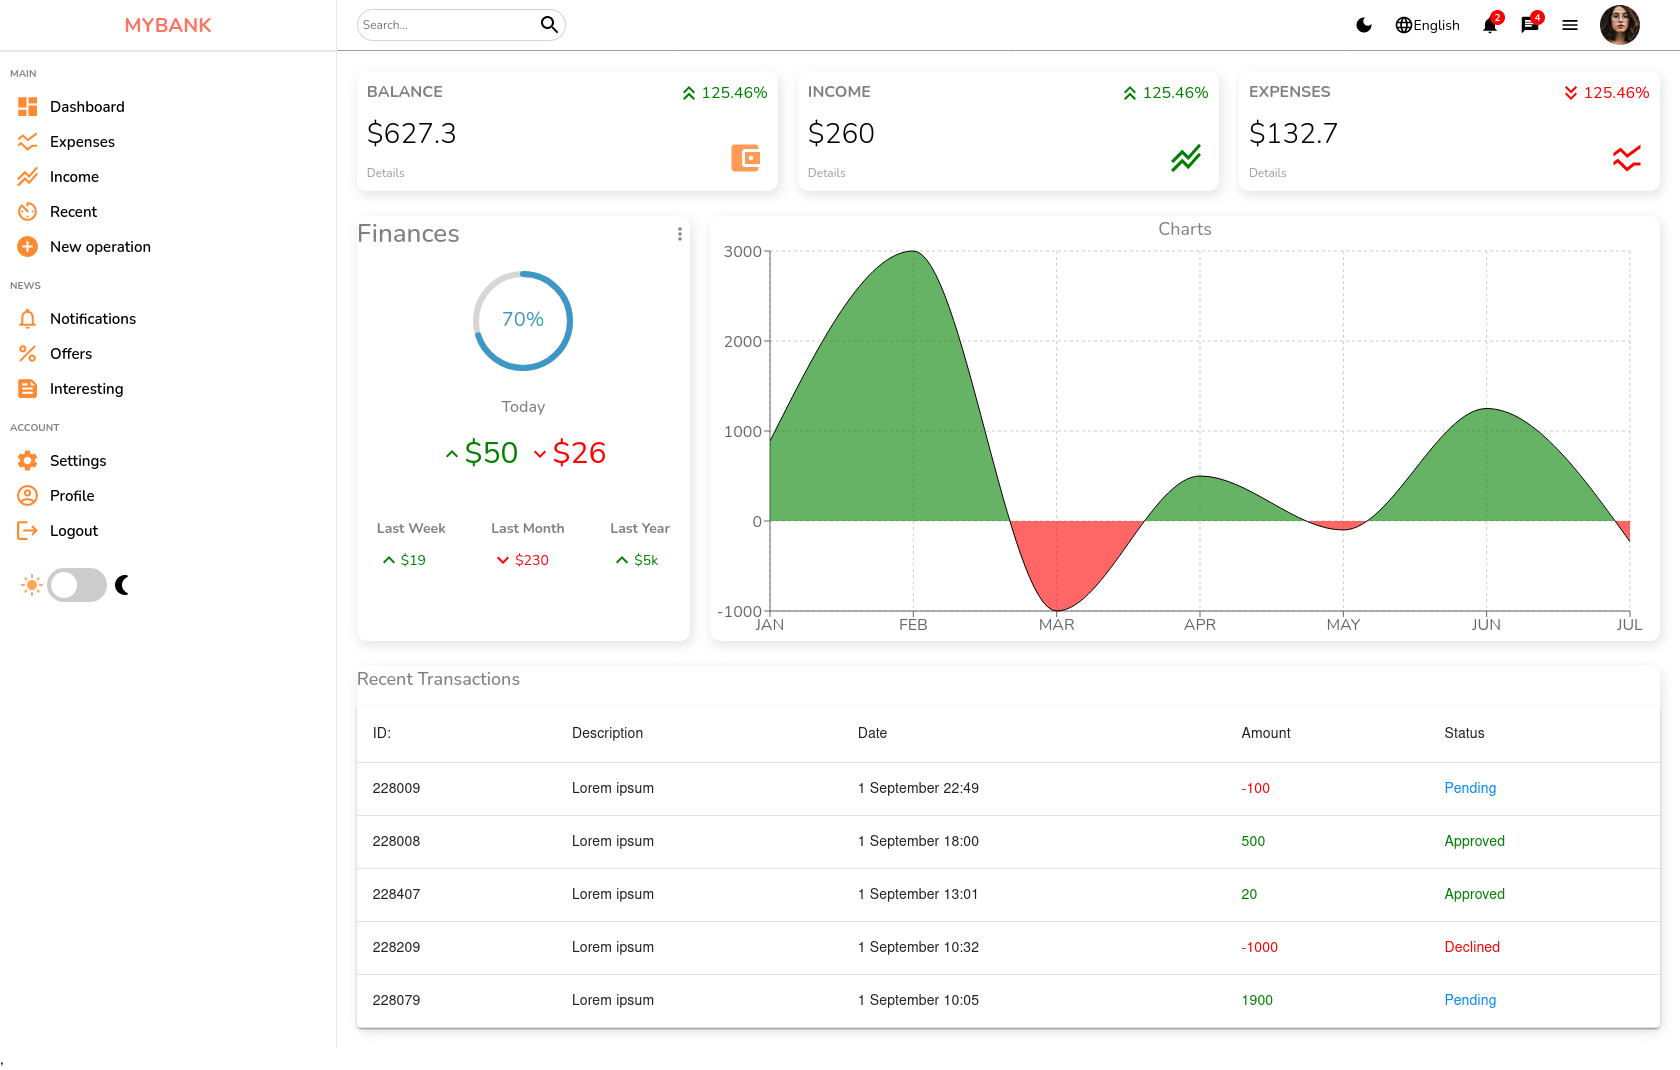 MYBANK
Search...
English
2
4
MAIN
Dashboard
Expenses
Income
Recent
New operation
NEWS
Notifications
Offers
Interesting
ACCOUNT
Settings
Profile
Logout
BALANCE 125.46%
$627.3
Details
INCOME 125.46%
$260
Details
EXPENSES 125.46%
$132.7
Details
Finances
70%
Today
$50 $26
Last Week Last Month Last Year
$19 $230 $5k
Charts
3000
2000
1000
0
-1000
JAN FEB MAR APR MAY JUN JUL
Recent Transactions
ID: Description Date Amount Status
228009 Lorem ipsum 1 September 22:49 -100 Pending
228008 Lorem ipsum 1 September 18:00 500 Approved
228407 Lorem ipsum 1 September 13:01 20 Approved
228209 Lorem ipsum 1 September 10:32 -1000 Declined
228079 Lorem ipsum 1 September 10:05 1900 Pending
,